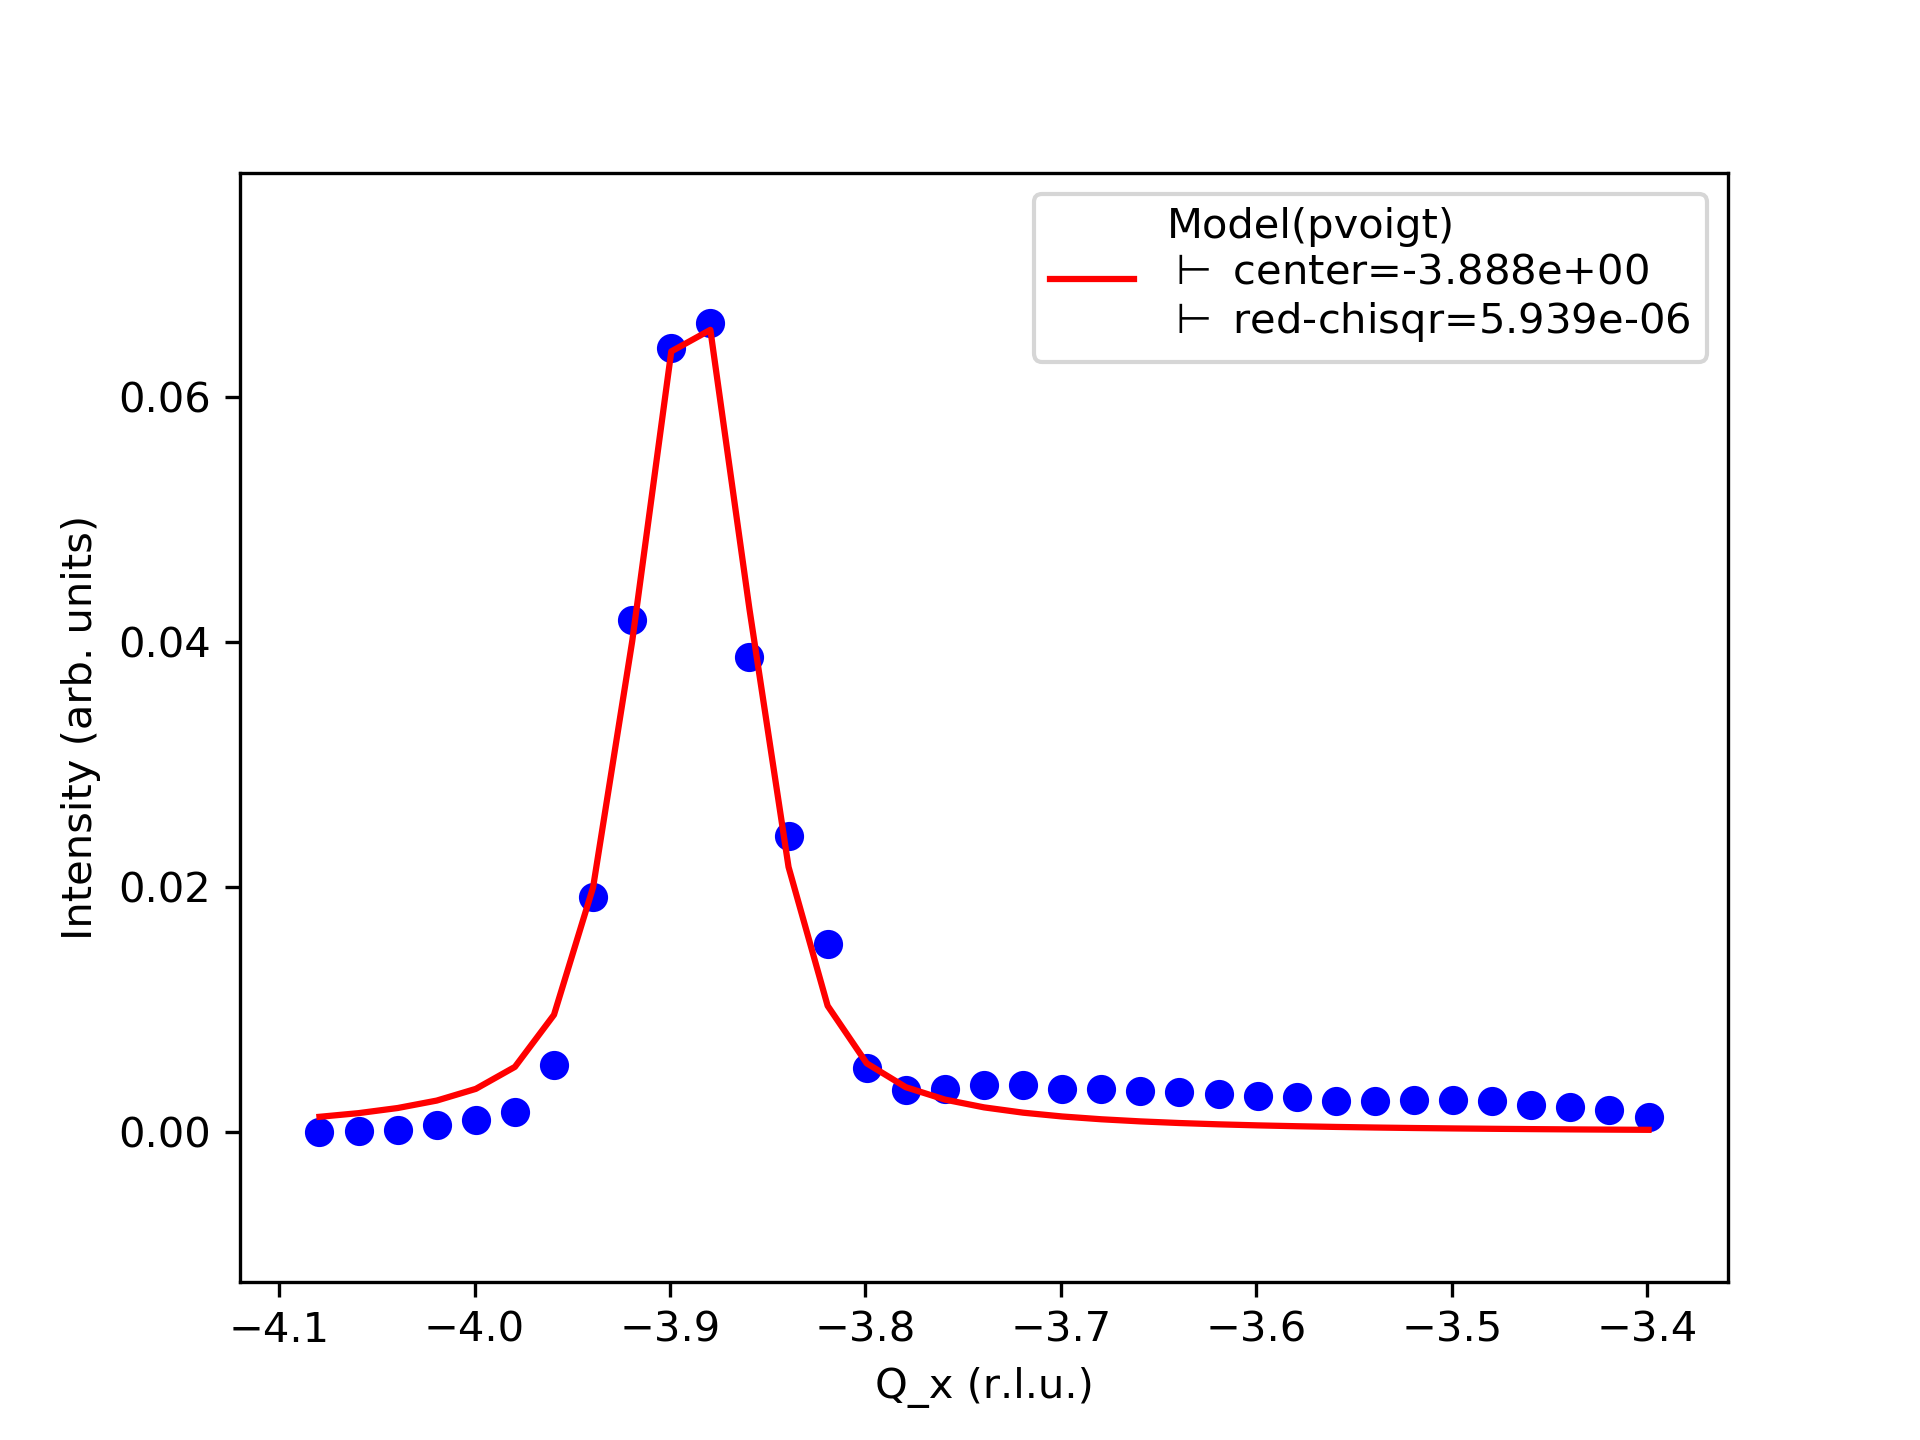 Model(pvoigt)
⊢ center=-3.888e+00
⊢ red-chisqr=5.939e-06
Intensity (arb. units)
0.06
0.04
0.02
0.00
−4.1 −4.0 −3.9 −3.8 −3.7 −3.6 −3.5 −3.4
Q_x (r.l.u.)